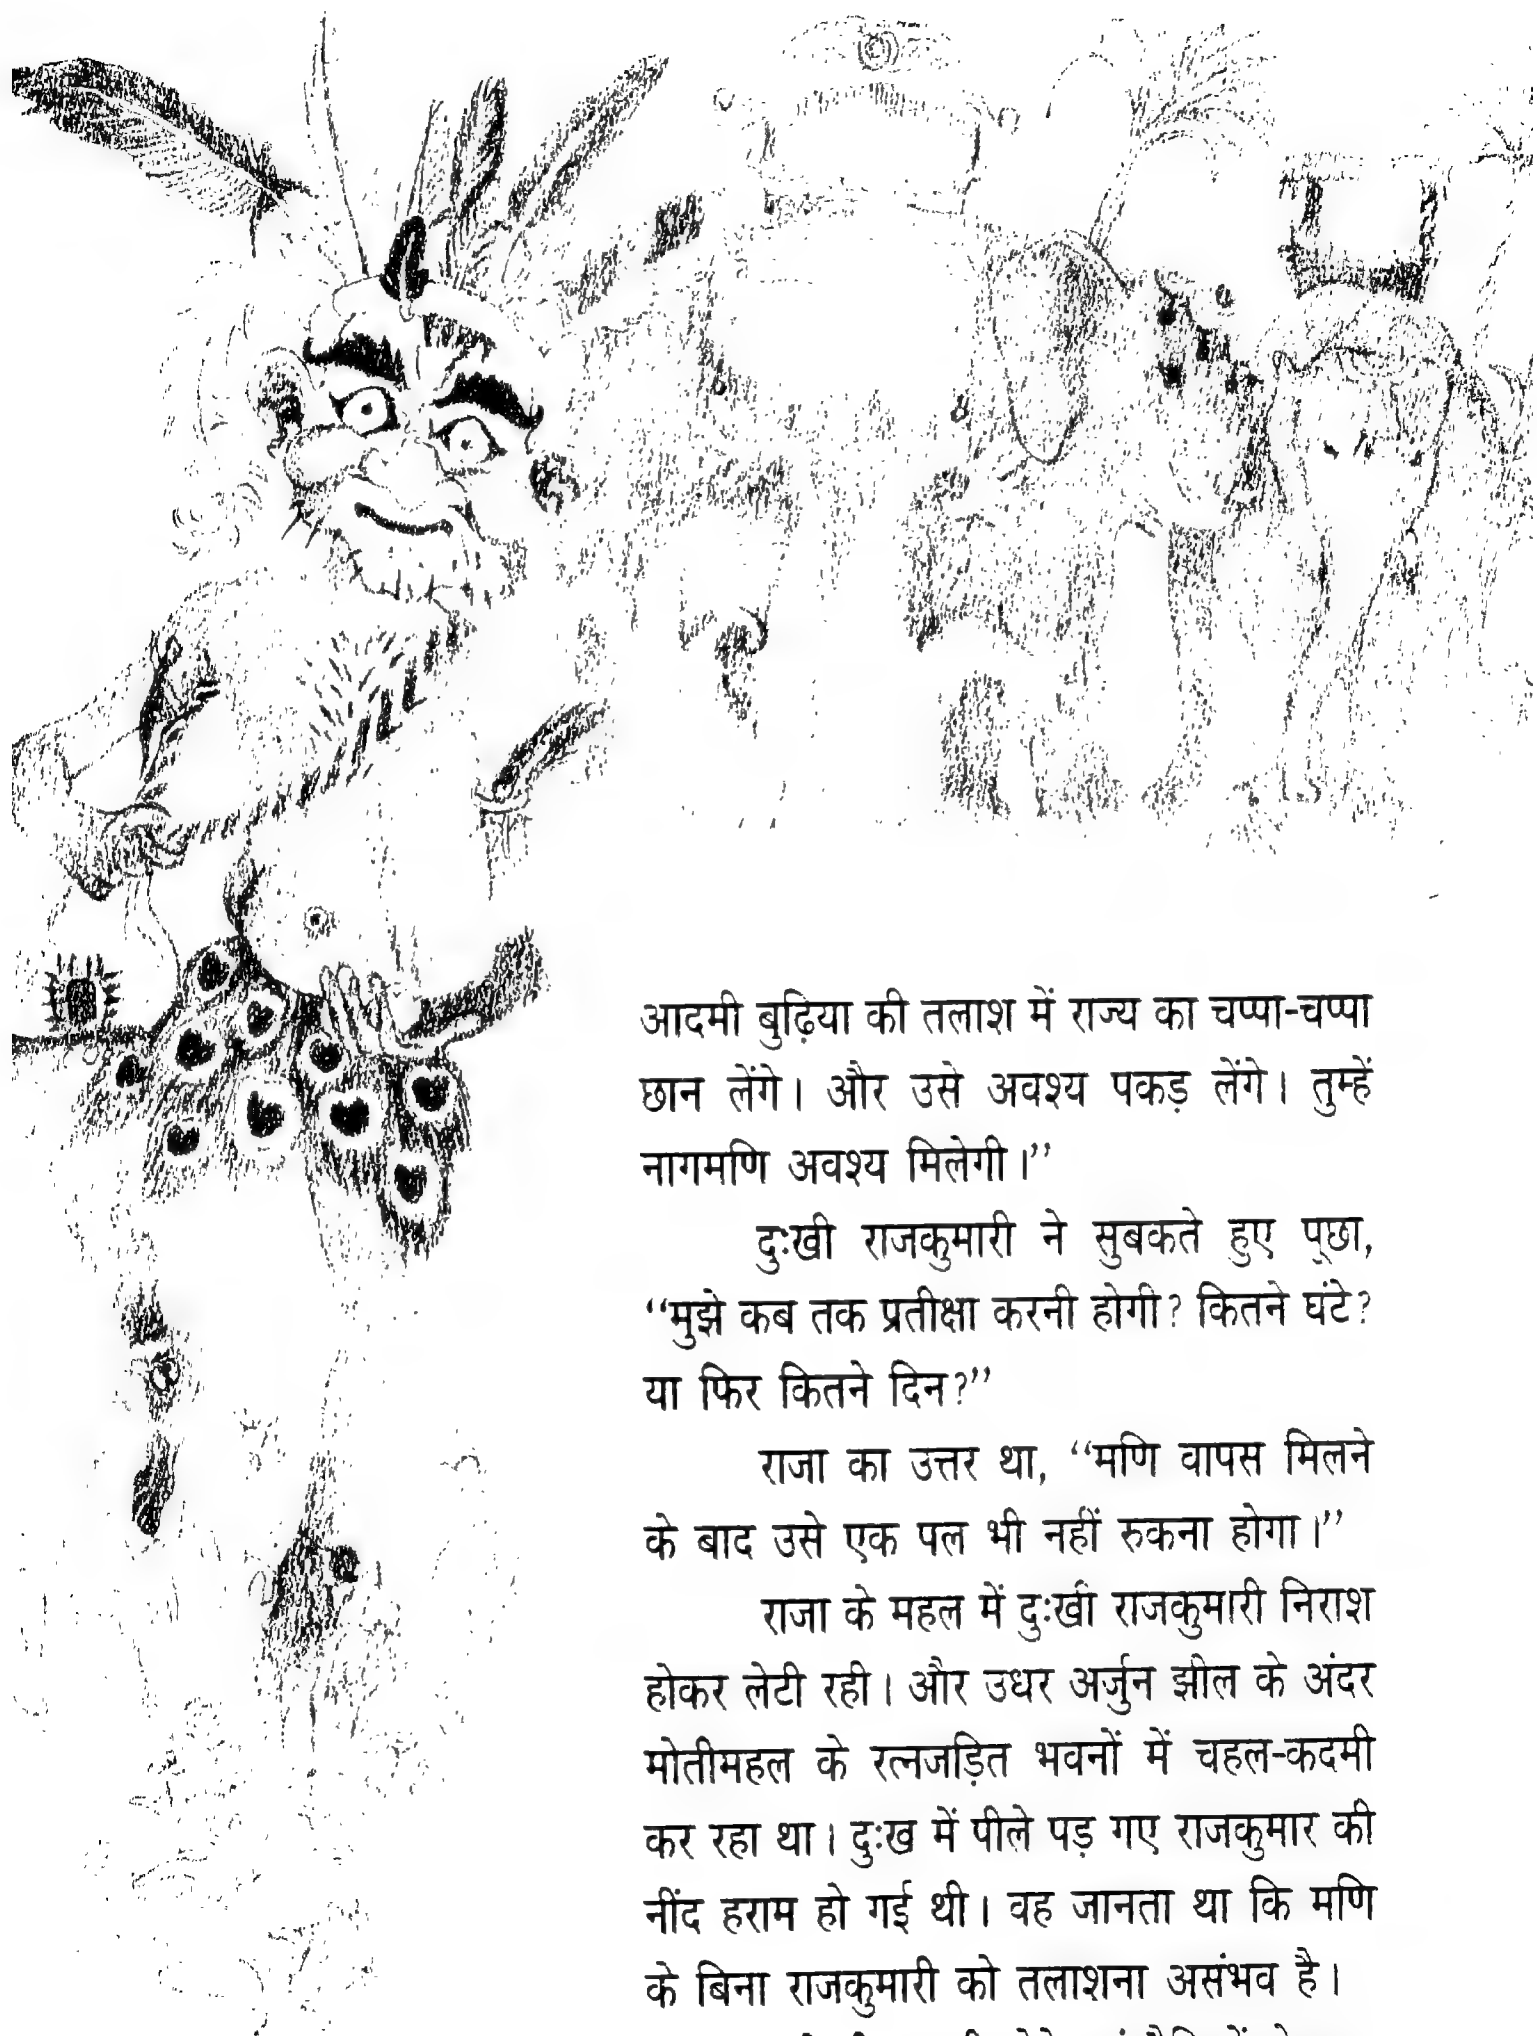 आदमी बुढ़िया की तलाश में राज्य का चप्पा-चप्पा
छान लेंगे। और उसे अवश्य पकड़ लेंगे। तुम्हें
नागमणि अवश्य मिलेगी।”
दुःखी राजकुमारी ने सुबकते हुए पूछा,
“मुझे कब तक प्रतीक्षा करनी होगी? कितने घंटे?
या फिर कितने दिन?”
राजा का उत्तर था, “मणि वापस मिलने
के बाद उसे एक पल भी नहीं रुकना होगा।”
राजा के महल में दुःखी राजकुमारी निराश
होकर लेटी रही। और उधर अर्जुन झील के अंदर
मोतीमहल के रत्नजड़ित भवनों में चहल-कदमी
कर रहा था। दुःख में पीले पड़ गए राजकुमार की
नींद हराम हो गई थी। वह जानता था कि मणि
के बिना राजकुमारी को तलाशना असंभव है।